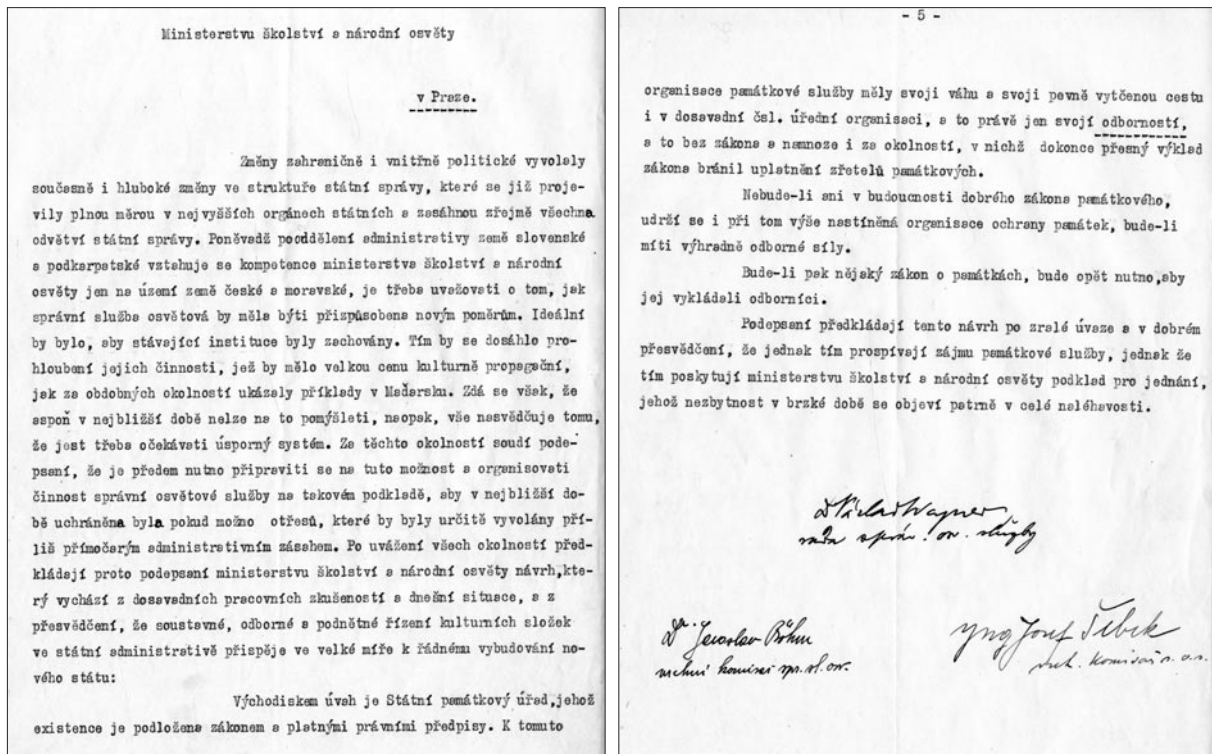 Ministerstvu školství a národní osvěty
v Praze.
Změny zahraničně i vnitřně politické vyvolaly
současně i hluboké změny ve struktuře státní správy, které se již proje-
vily plnou měrou v nejvyšších orgánech státních a zasáhnou zřejmě všechna
odvětví státní správy. Poněvadž pooddělení administrativy země slovenské
a podkarpatské vztahuje se kompetence ministerstva školství a národní
osvěty jen na území země české a moravské, je třeba uvažovati o tom, jak
správní služba osvětová by měla býti přizpůsobena novým poměrům. Ideální
by bylo, aby stávající instituce byly zachovány. Tím by se dosáhlo pro-
hloubení jejich činnosti, jež by mělo velkou cenu kulturně propagační,
jak za obdobných okolností ukázaly příklady v Maďarsku. Zdá se však, že
aspoň v nejbližší době nelze na to pomýšleti, naopak, vše nasvědčuje tomu,
že jest třeba očekávati úsporný systém. Za těchto okolností soudí pode-
psaní, že je předem nutno připraviti se na tuto možnost a organisovati
činnost správní osvětové služby na takovém podkladě, aby v nejbližší do-
bě uchráněna byla pokud možno otřesů, které by byly určitě vyvolány pří-
liš přímočarým administrativním zásahem. Po uvážení všech okolností před-
kládají proto podepsaní ministerstvu školství a národní osvěty návrh,kte-
rý vychází z dosavadních pracovních zkušeností a dnešní situace, a z
přesvědčení, že soustavné, odborné a podnětné řízení kulturních složek
ve státní administrativě přispěje ve velké míře k řádnému vybudování no-
vého státu:
Východiskem úvah je Státní památkový úřad,jehož
existence je podložena zákonem a platnými právními předpisy. K tomuto
- 5 -
organisace památkové služby měly svoji váhu a svoji pevně vytčenou cestu
i v dosavadní čsl. úřední organisaci, a to právě jen svojí odborností,
a to bez zákona a namnoze i za okolností, v nichž dokonce přesný výklad
zákona bránil uplatnění zřetelů památkových.
Nebude-li ani v budoucnosti dobrého zákona památkového,
udrží se i při tom výše nastíněná organisace ochrany památek, bude-li
míti výhradně odborné síly.
Bude-li pak nějaký zákon o památkách, bude opět nutno,aby
jej vykládali odborníci.
Podepsaní předkládají tento návrh po zralé úvaze a v dobrém
přesvědčení, že jednak tím prospívají zájmu památkové služby, jednak že
tím poskytují ministerstvu školství a národní osvěty podklad pro jednání,
jehož nezbytnost v brzké době se objeví patrně v celé naléhavosti.
Dr Václav Wagner
rada správ. osv. služby
Dr. Jaroslav Böhm
vrchní komisař
Yng Josef Šebek
komisař